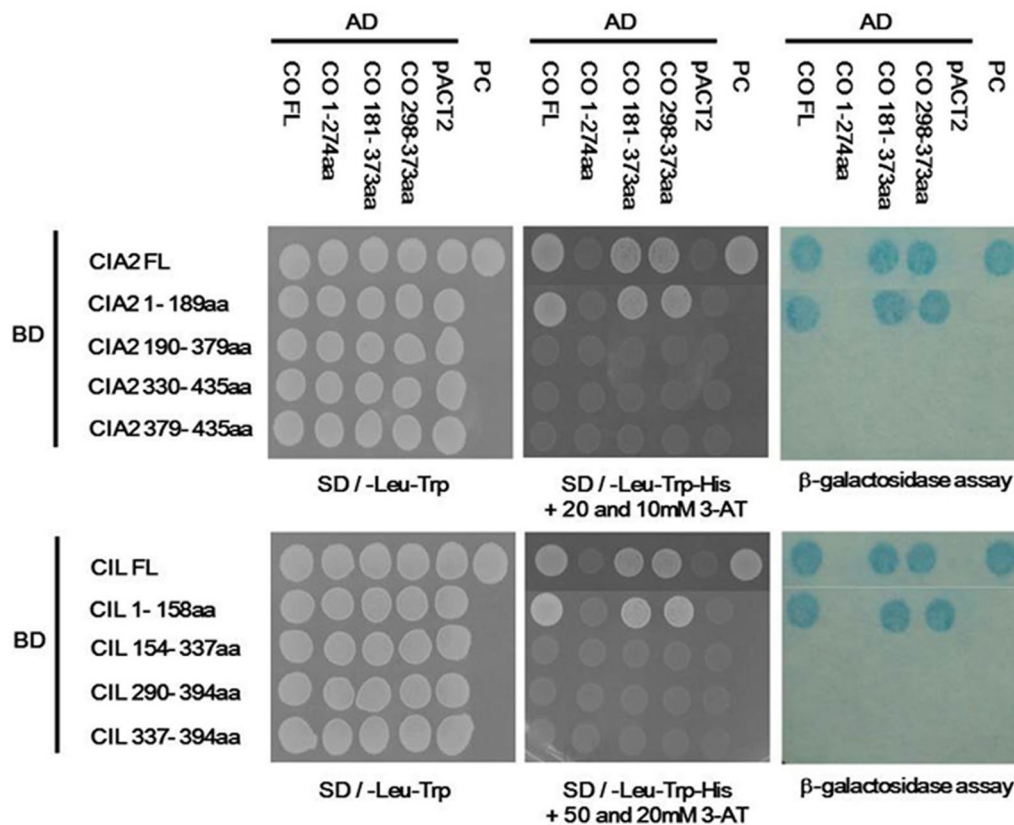 AD AD AD
CO FL
CO 1-274aa
CO 181-373aa
CO 298-373aa
pACT2
PC
CO FL
CO 1-274aa
CO 181-373aa
CO 298-373aa
pACT2
PC
CO FL
CO 1-274aa
CO 181-373aa
CO 298-373aa
pACT2
PC
BD
CIA2 FL
CIA2 1-189aa
CIA2 190-379aa
CIA2 330-435aa
CIA2 379-435aa
SD / -Leu-Trp
SD / -Leu-Trp-His
+ 20 and 10mM 3-AT
β-galactosidase assay
BD
CIL FL
CIL 1-158aa
CIL 154-337aa
CIL 290-394aa
CIL 337-394aa
SD / -Leu-Trp
SD / -Leu-Trp-His
+ 50 and 20mM 3-AT
β-galactosidase assay